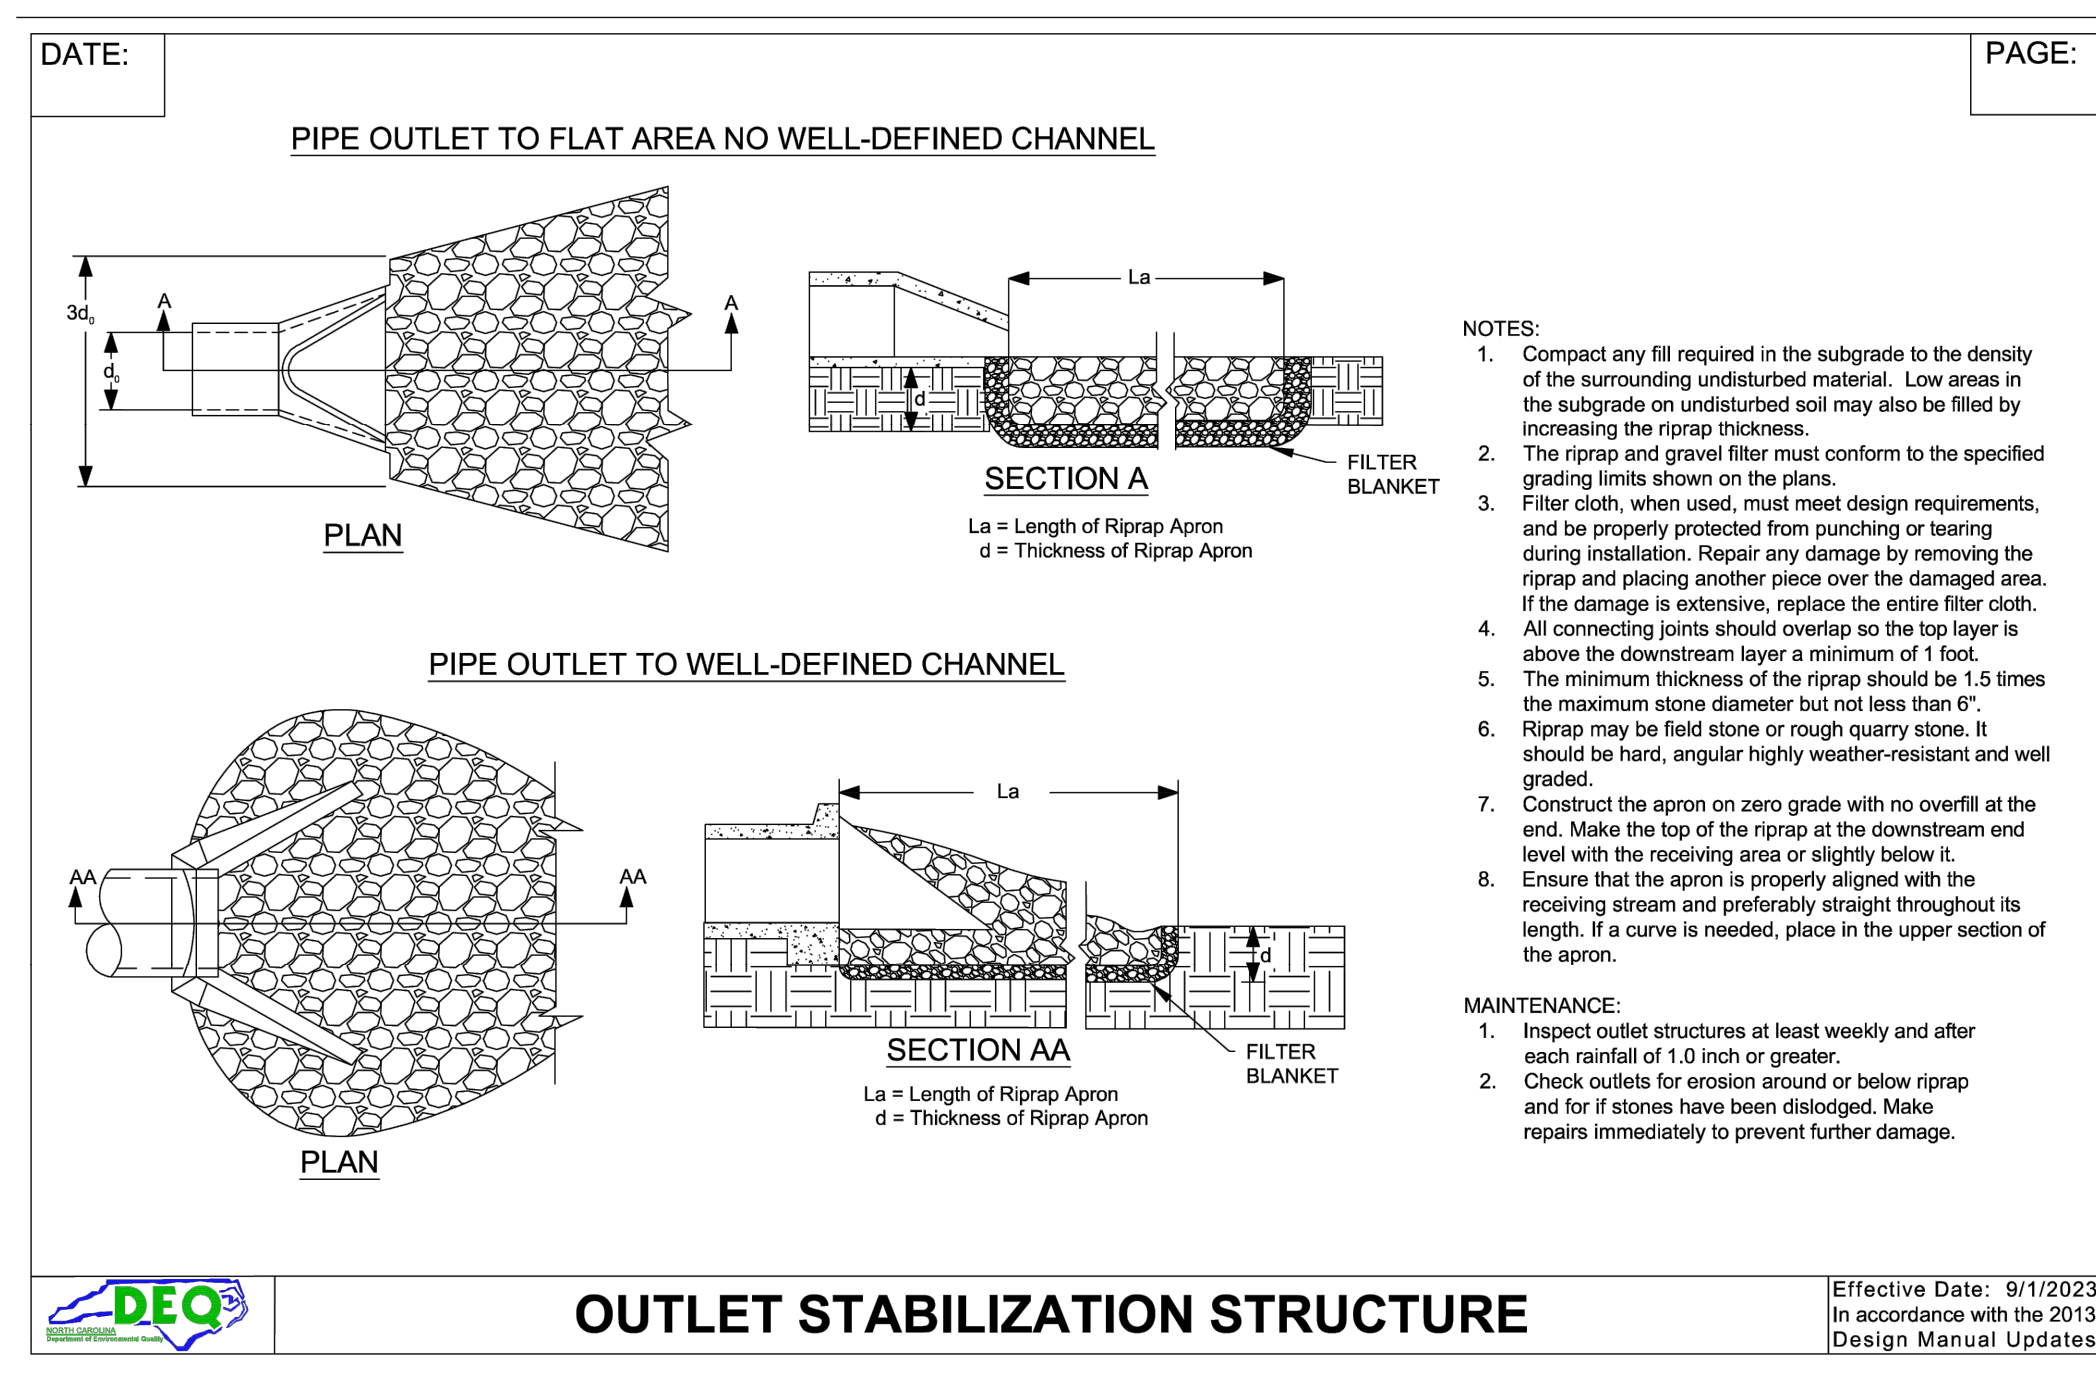 DATE:
PAGE:
PIPE OUTLET TO FLAT AREA NO WELL-DEFINED CHANNEL
3d0
d0
A
A
PLAN
La
d
FILTER
BLANKET
SECTION A
La = Length of Riprap Apron
d = Thickness of Riprap Apron
PIPE OUTLET TO WELL-DEFINED CHANNEL
AA
AA
PLAN
La
d
FILTER
BLANKET
SECTION AA
La = Length of Riprap Apron
d = Thickness of Riprap Apron
NOTES:
1. Compact any fill required in the subgrade to the density
of the surrounding undisturbed material. Low areas in
the subgrade on undisturbed soil may also be filled by
increasing the riprap thickness.
2. The riprap and gravel filter must conform to the specified
grading limits shown on the plans.
3. Filter cloth, when used, must meet design requirements,
and be properly protected from punching or tearing
during installation. Repair any damage by removing the
riprap and placing another piece over the damaged area.
If the damage is extensive, replace the entire filter cloth.
4. All connecting joints should overlap so the top layer is
above the downstream layer a minimum of 1 foot.
5. The minimum thickness of the riprap should be 1.5 times
the maximum stone diameter but not less than 6".
6. Riprap may be field stone or rough quarry stone. It
should be hard, angular highly weather-resistant and well
graded.
7. Construct the apron on zero grade with no overfill at the
end. Make the top of the riprap at the downstream end
level with the receiving area or slightly below it.
8. Ensure that the apron is properly aligned with the
receiving stream and preferably straight throughout its
length. If a curve is needed, place in the upper section of
the apron.
MAINTENANCE:
1. Inspect outlet structures at least weekly and after
each rainfall of 1.0 inch or greater.
2. Check outlets for erosion around or below riprap
and for if stones have been dislodged. Make
repairs immediately to prevent further damage.
DEQ
NORTH CAROLINA
Department of Environmental Quality
OUTLET STABILIZATION STRUCTURE
Effective Date: 9/1/2023
In accordance with the 2013
Design Manual Updates